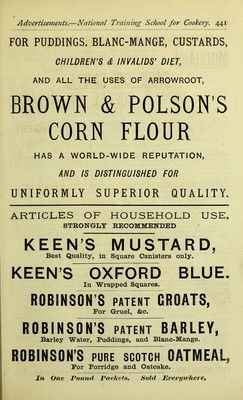 Advertisements.—National Training School for Cookery. 441
FOR PUDDINGS, BLANC-MANGE, CUSTARDS,
CHILDREN'S & INVALIDS' DIET,
AND ALL THE USES OF ARROWROOT,
BROWN & POLSON'S
CORN FLOUR
HAS A WORLD-WIDE REPUTATION,
AND IS DISTINGUISHED FOR
UNIFORMLY SUPERIOR QUALITY.
ARTICLES OF HOUSEHOLD USE,
STRONGLY RECOMMENDED
KEEN'S MUSTARD,
Best Quality, in Square Canisters only.
KEEN'S OXFORD BLUE.
In Wrapped Squares.
ROBINSON'S PATENT GROATS,
For Gruel, &c.
ROBINSON'S PATENT BARLEY,
Barley Water, Puddings, and Blanc-Mange.
ROBINSON'S PURE SCOTCH OATMEAL,
For Porridge and Oatcake.
In One Pound Packets. Sold Everywhere.